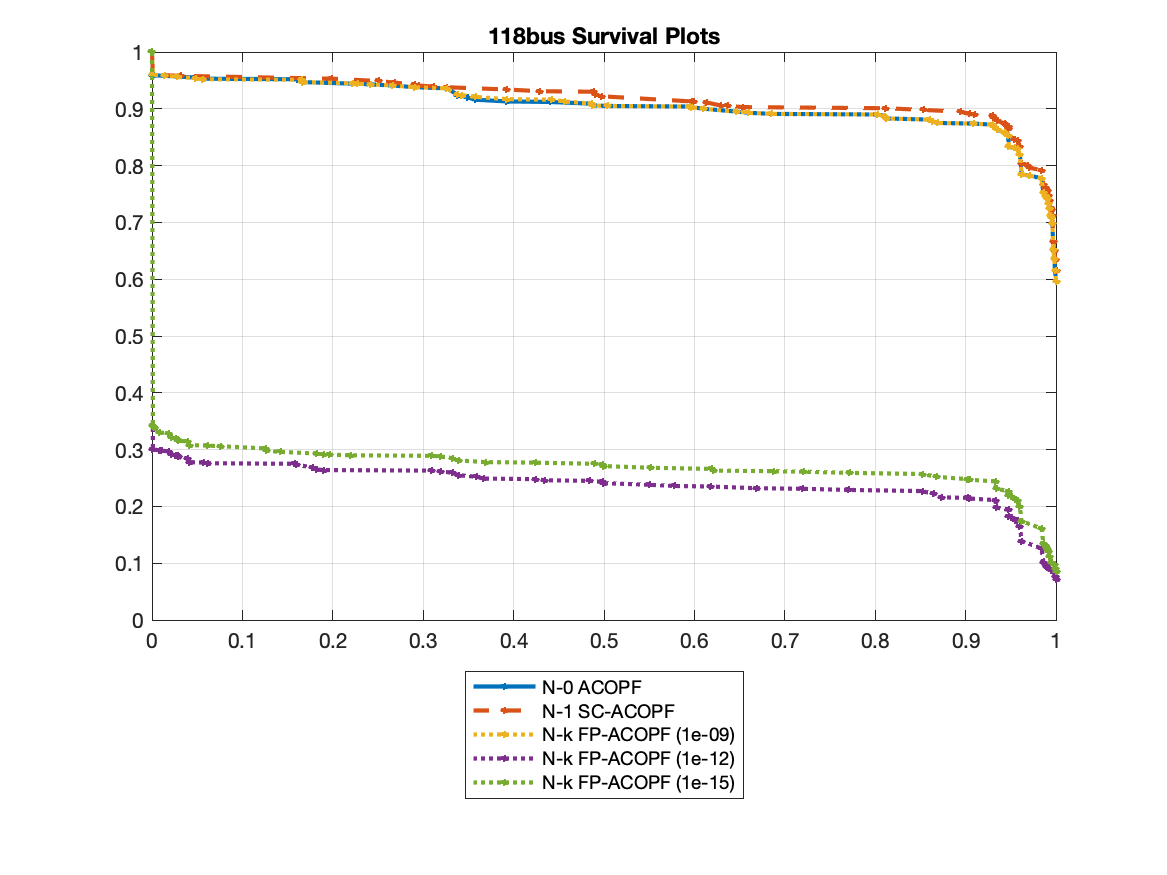 118bus Survival Plots
1
0.9
0.8
0.7
0.6
0.5
0.4
0.3
0.2
0.1
0
0 0.1 0.2 0.3 0.4 0.5 0.6 0.7 0.8 0.9 1
N-0 ACOPF
N-1 SC-ACOPF
N-k FP-ACOPF (1e-09)
N-k FP-ACOPF (1e-12)
N-k FP-ACOPF (1e-15)